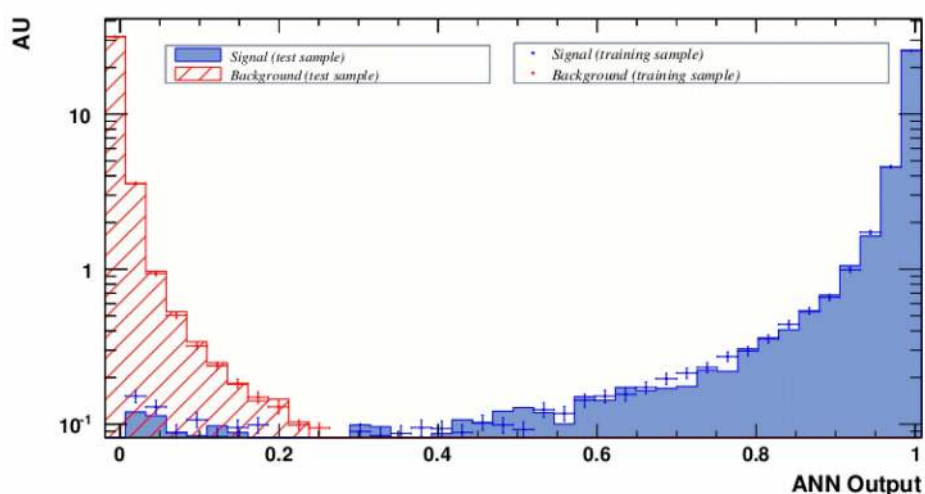 AU
Signal (test sample)
Background (test sample)
Signal (training sample)
Background (training sample)
10
1
10-1
0 0.2 0.4 0.6 0.8 1
ANN Output